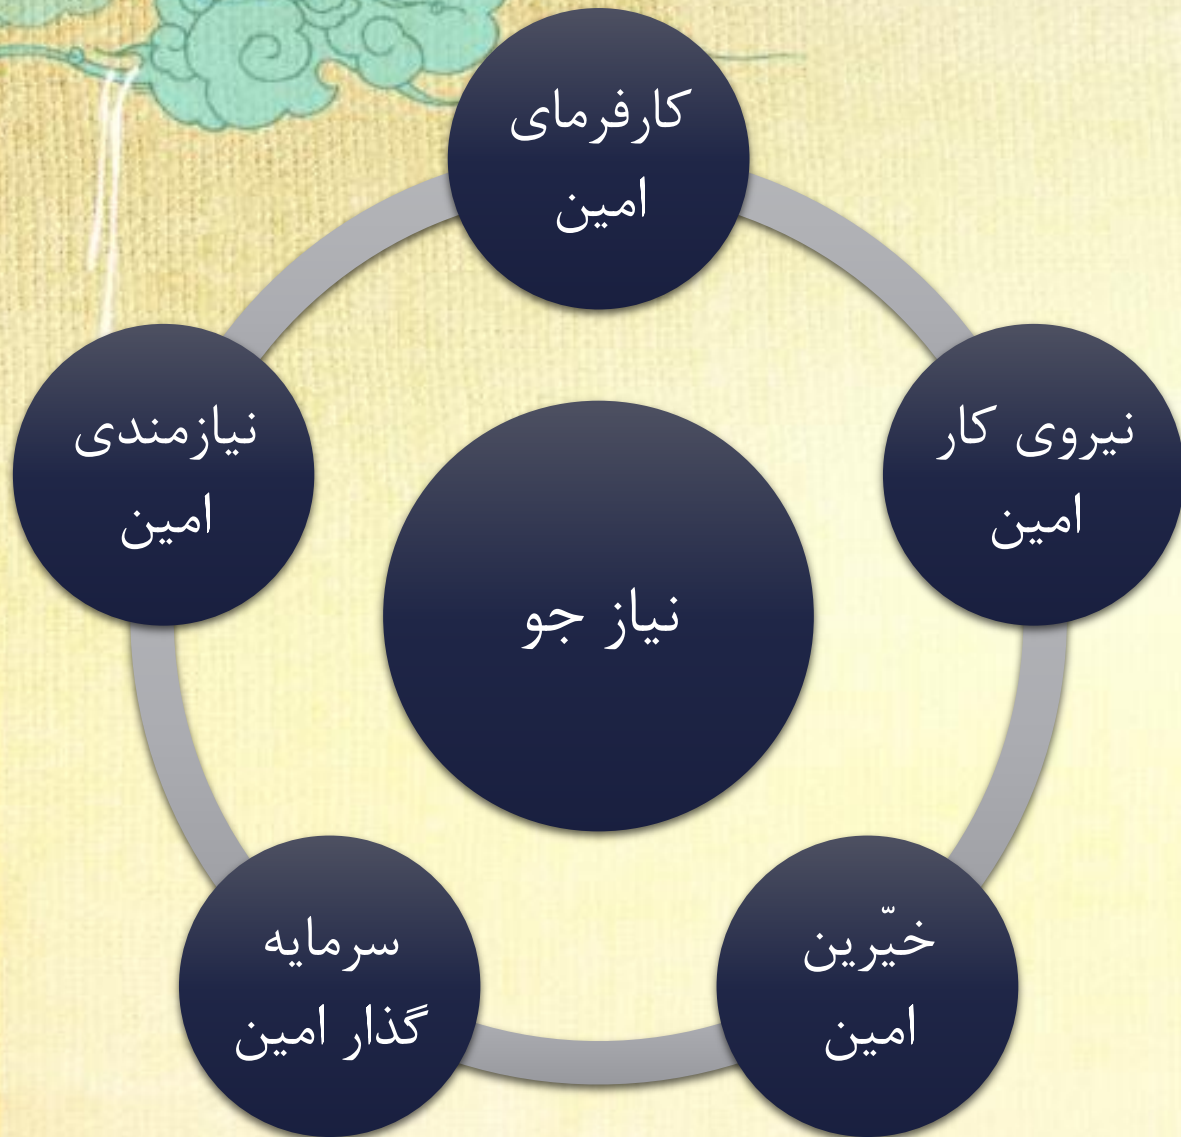 کارفرمای
امین
نیروی کار
امین
خیّرین
امین
سرمایه
گذار امین
نیازمندی
امین
نیاز جو